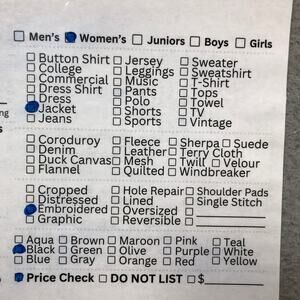 Men's Women's Juniors Boys Girls
Button Shirt Jersey Sweater
College Leggings Sweatshirt
Commercial Music T-Shirt
Dress Shirt Pants Tops
Dress Polo Towel
Jacket Shorts TV
Jeans Sports Vintage
Coroduroy Fleece Sherpa Suede
Denim Leather Terry Cloth
Duck Canvas Mesh Twill Velour
Flannel Quilted Windbreaker
Cropped Hole Repair Shoulder Pads
Distressed Lined Single Stitch
Embroidered Oversized
Graphic Reversible
Aqua Brown Maroon Pink Teal
Black Green Olive Purple White
Blue Gray Orange Red Yellow
Price Check DO NOT LIST $